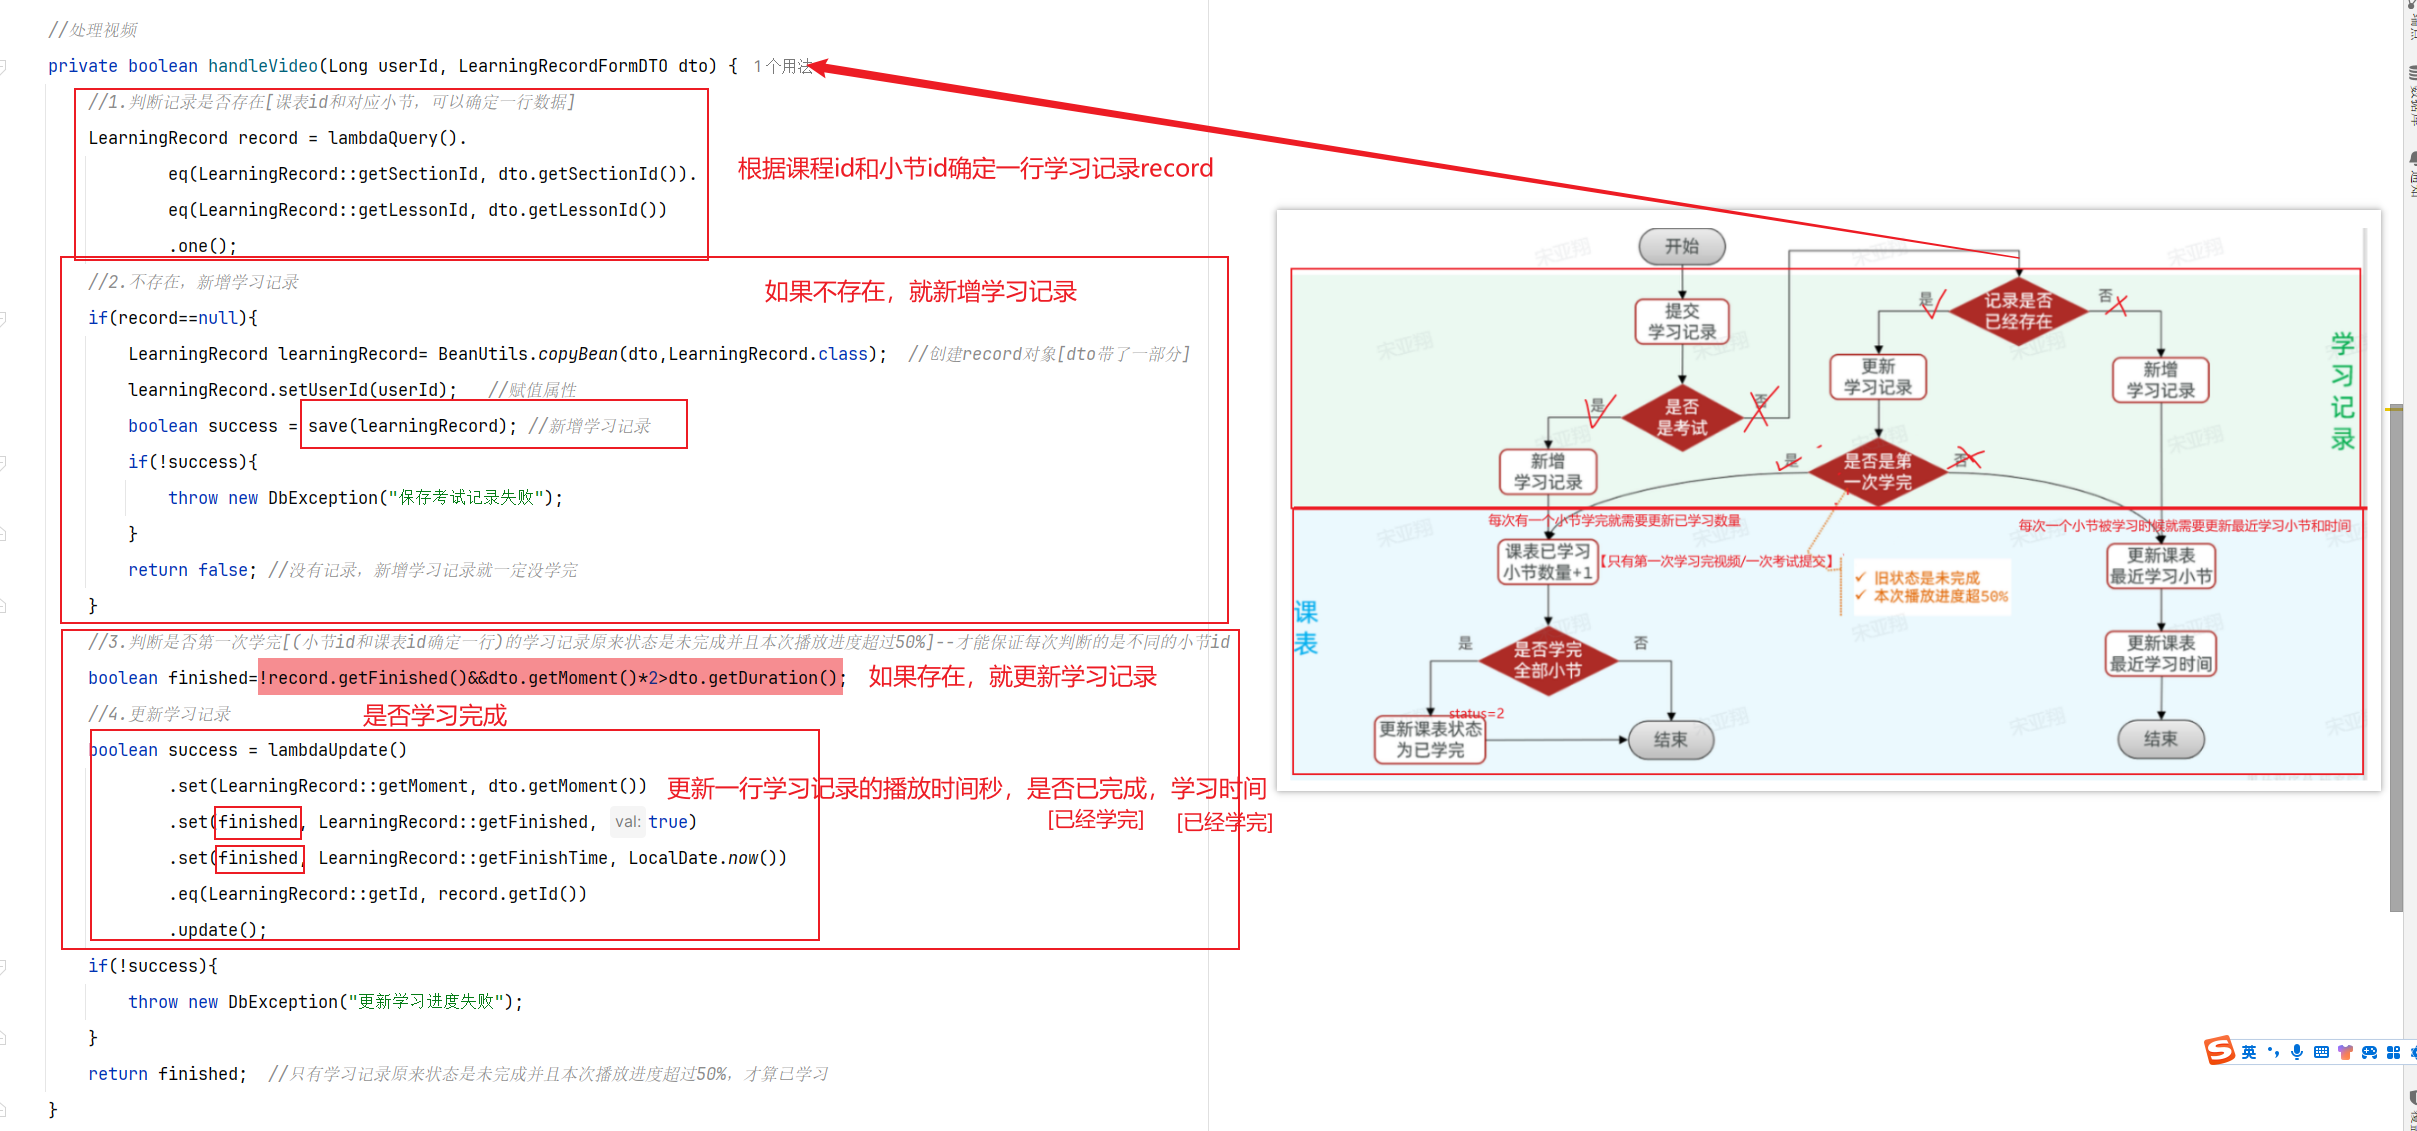 //处理视频
private boolean handleVideo(Long userId, LearningRecordFormDTO dto) { 1个用法
//1.判断记录是否存在[课表id和对应小节，可以确定一行数据]
LearningRecord record = lambdaQuery().
eq(LearningRecord::getSectionId, dto.getSectionId()).
eq(LearningRecord::getLessonId, dto.getLessonId())
.one();
根据课程id和小节id确定一行学习记录record
//2.不存在，新增学习记录
如果不存在，就新增学习记录
if(record==null){
LearningRecord learningRecord= BeanUtils.copyBean(dto,LearningRecord.class); //创建record对象[dto带了一部分]
learningRecord.setUserId(userId); //赋值属性
boolean success = save(learningRecord); //新增学习记录
if(!success){
throw new DbException("保存考试记录失败");
}
return false; //没有记录，新增学习记录就一定没学完
}
//3.判断是否第一次学完[(小节id和课表id确定一行)的学习记录原来状态是未完成并且本次播放进度超过50%]--才能保证每次判断的是不同的小节id
boolean finished=!record.getFinished()&&dto.getMoment()*2>dto.getDuration();
如果存在，就更新学习记录
//4.更新学习记录
是否学习完成
boolean success = lambdaUpdate()
.set(LearningRecord::getMoment, dto.getMoment())
更新一行学习记录的播放时间秒，是否已完成，学习时间
[已经学完]
[已经学完]
.set(finished, LearningRecord::getFinished, val: true)
.set(finished, LearningRecord::getFinishTime, LocalDate.now())
.eq(LearningRecord::getId, record.getId())
.update();
if(!success){
throw new DbException("更新学习进度失败");
}
return finished; //只有学习记录原来状态是未完成并且本次播放进度超过50%，才算已学习
}
开始
提交
学习记录
是否
是考试
是
否
新增
学习记录
记录是否
已经存在
是
否
更新
学习记录
新增
学习记录
是否是第
一次学完
是
否
学习记录
每次有一个小节学完就需要更新已学习数量
每次一个小节被学习时候就需要更新最近学习小节和时间
课表已学习
小节数量+1
【只有第一次学习完视频/一次考试提交】
旧状态是未完成
本次播放进度超50%
更新课表
最近学习小节
课表
是否学完
全部小节
是
否
更新课表
最近学习时间
status=2
更新课表状态
为已学完
结束
结束
宋亚翔
宋亚翔
宋亚翔
宋亚翔
宋亚翔
宋亚翔
宋亚翔
宋亚翔
数据库
通知
英